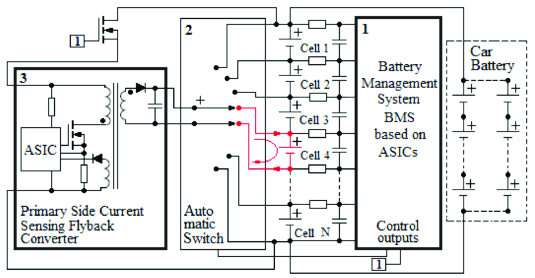 1
2
1
Battery
Management
System
BMS
based on
ASICs
Control
outputs
1
Car
Battery
+ +
+ +
+ +
3
ASIC
Primary Side Current
Sensing Flyback
Converter
+
Auto
matic
Switch
+
Cell 1
+
Cell 2
+
Cell 3
+
Cell 4
+
Cell N